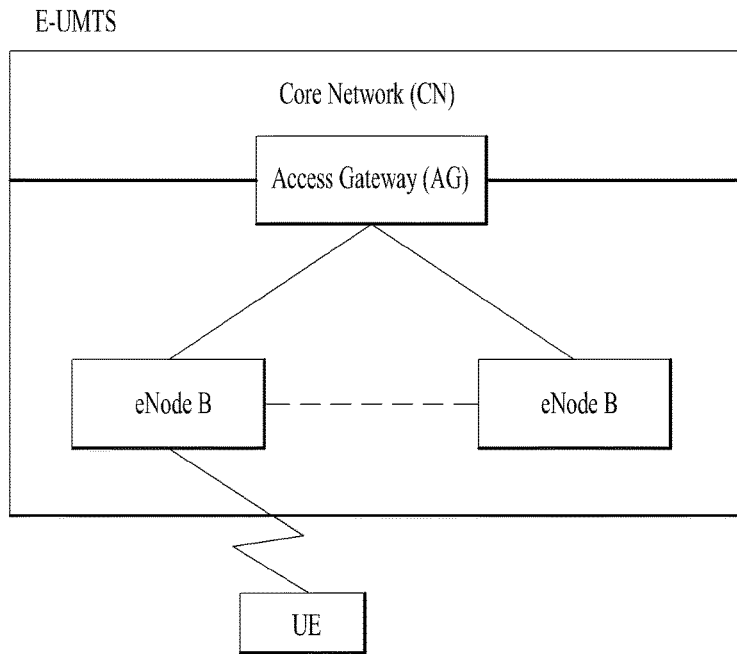 E-UMTS
Core Network (CN)
Access Gateway (AG)
eNode B
eNode B
UE